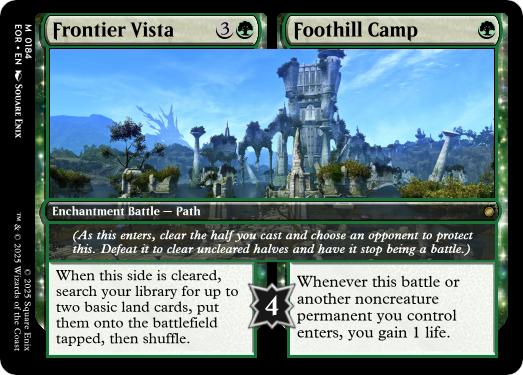 Frontier Vista 3
Foothill Camp
M 0184
EOR • EN SQUARE ENIX
™ & © 2025 Wizards of the Coast
© 2025 Square Enix
Enchantment Battle — Path
(As this enters, clear the half you cast and choose an opponent to protect
this. Defeat it to clear uncleared halves and have it stop being a battle.)
When this side is cleared,
search your library for up to
two basic land cards, put
them onto the battlefield
tapped, then shuffle.
4
Whenever this battle or
another noncreature
permanent you control
enters, you gain 1 life.